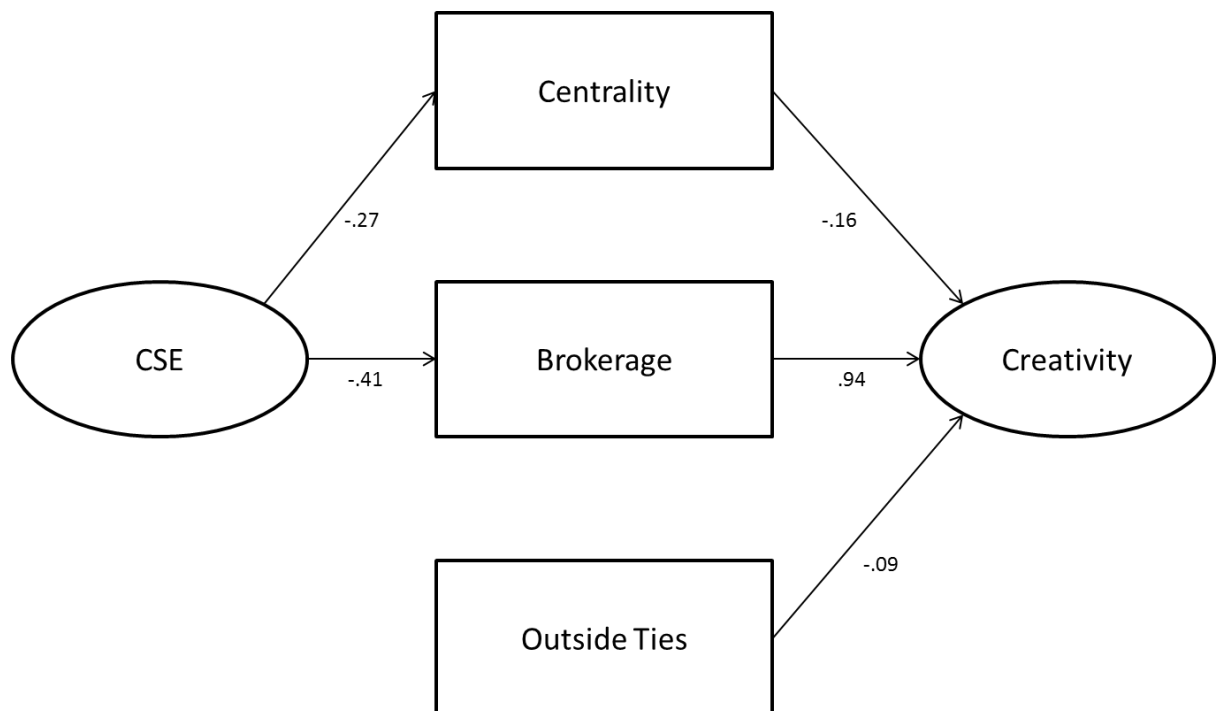 Centrality
-.27
-.16
CSE
Brokerage
Creativity
-.41
.94
-.09
Outside Ties